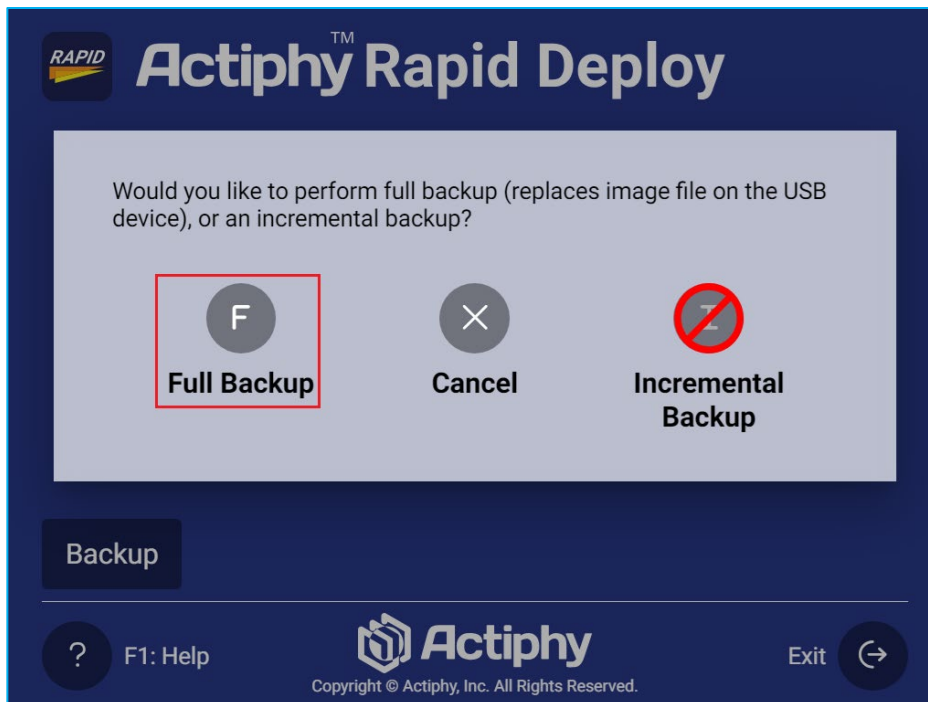 RAPID
Actiphy™ Rapid Deploy
Would you like to perform full backup (replaces image file on the USB
device), or an incremental backup?
F
I
Full Backup
Cancel
Incremental
Backup
Backup
? F1: Help
Actiphy
Exit
Copyright © Actiphy, Inc. All Rights Reserved.